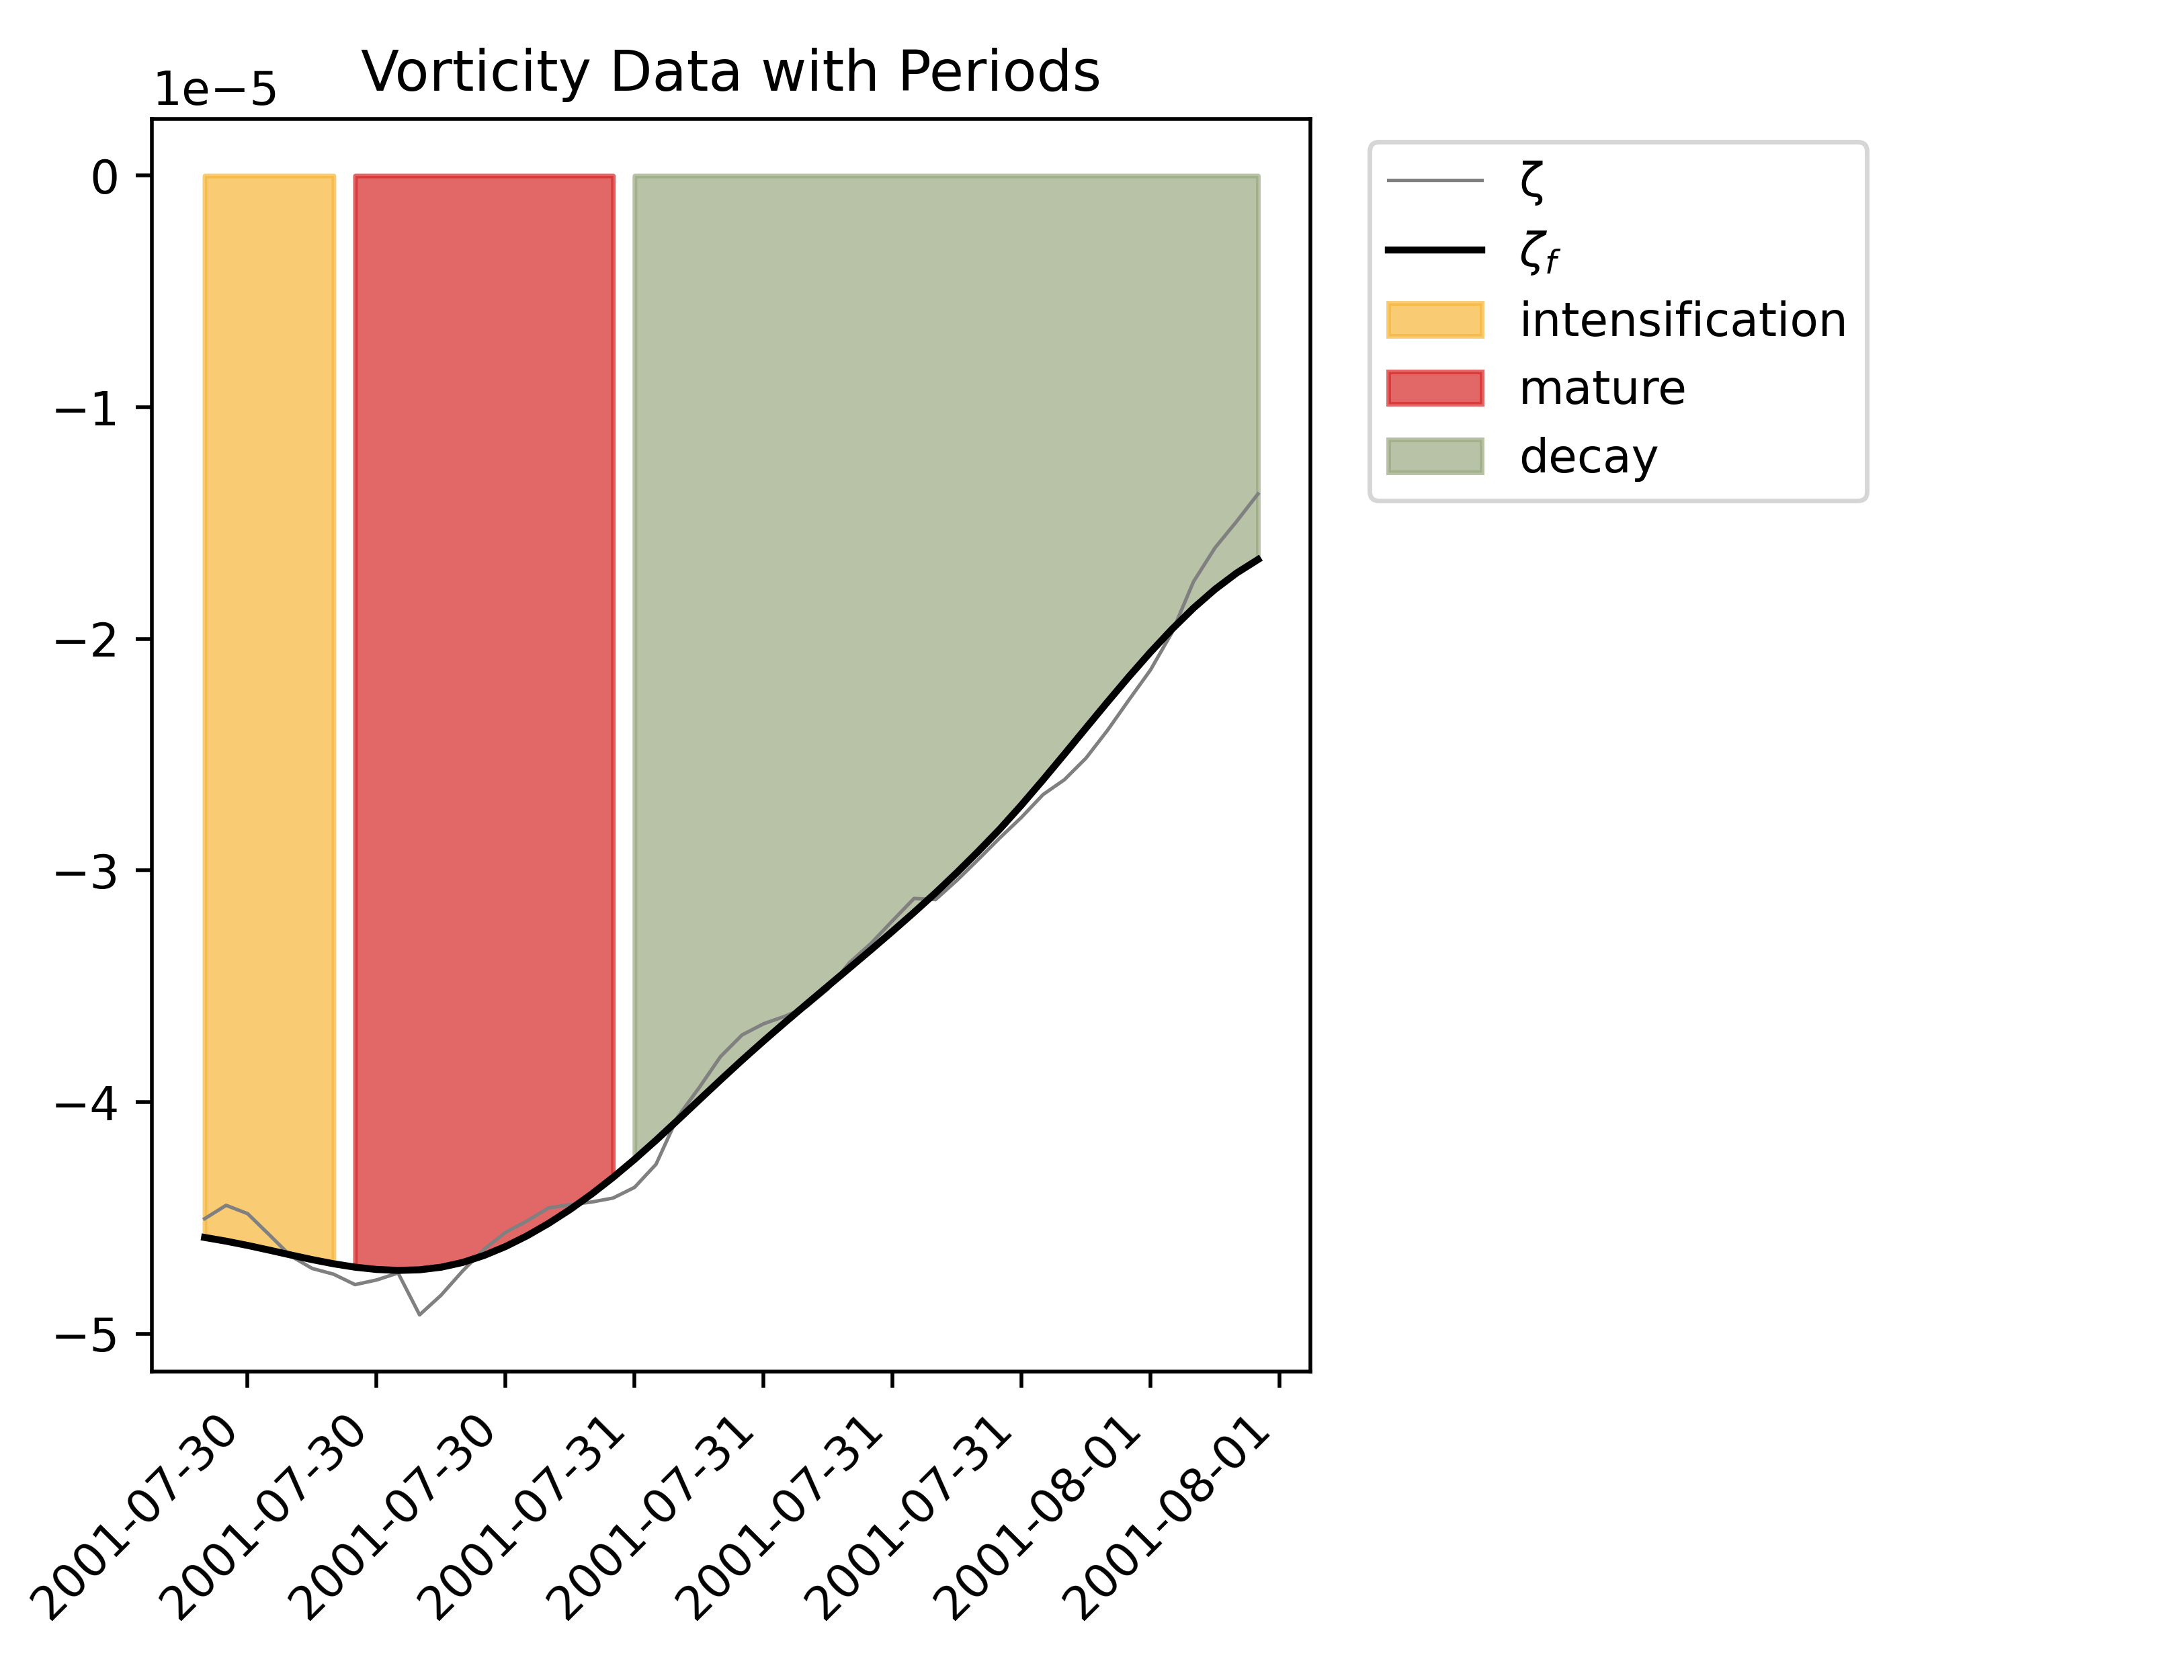 Vorticity Data with Periods
1e−5
0
−1
−2
−3
−4
−5
2001-07-30
2001-07-30
2001-07-30
2001-07-31
2001-07-31
2001-07-31
2001-07-31
2001-08-01
2001-08-01
ζ
ζf
intensification
mature
decay